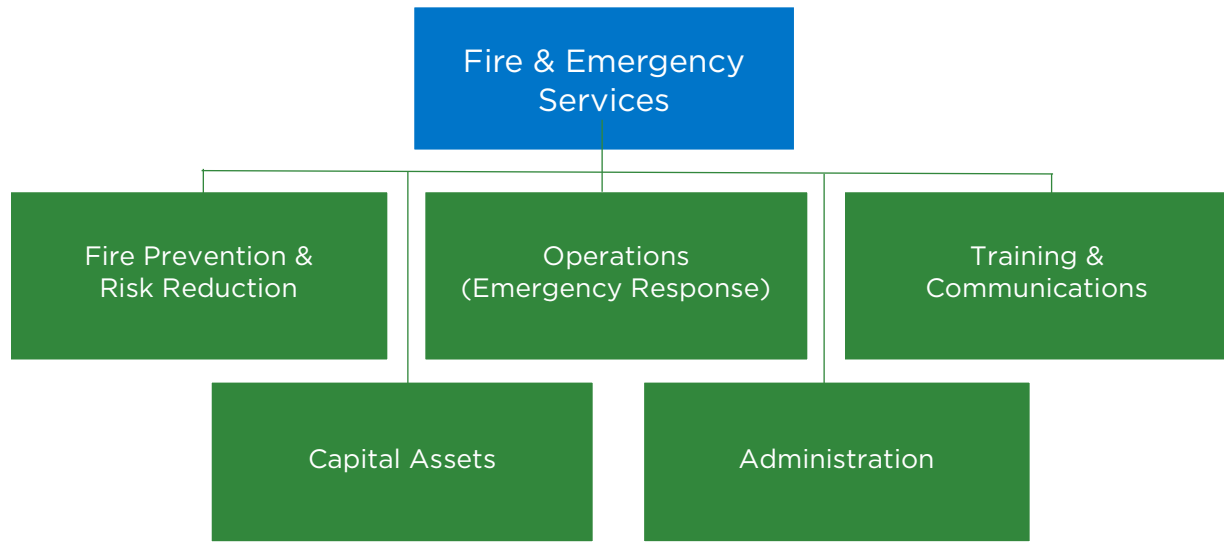 Fire & Emergency
Services
Fire Prevention &
Risk Reduction
Operations
(Emergency Response)
Training &
Communications
Capital Assets
Administration